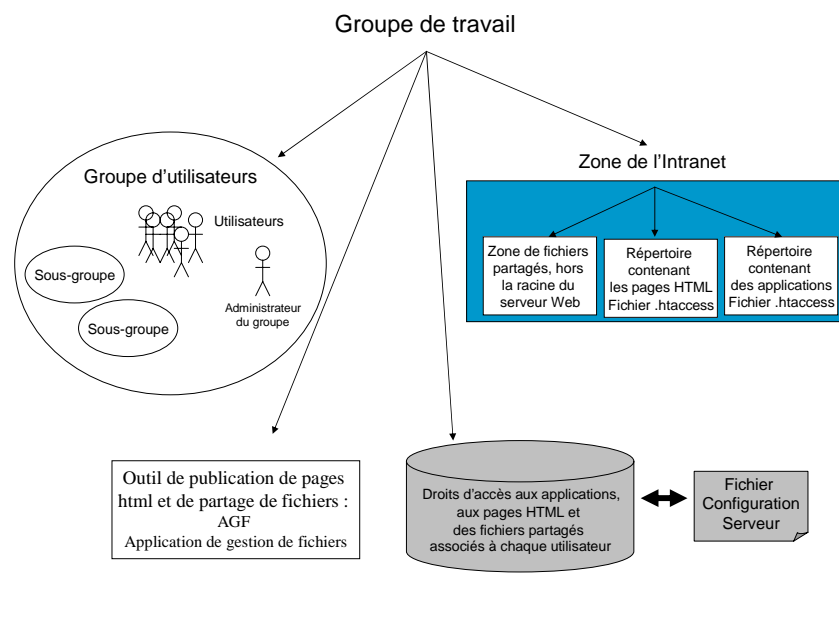 Groupe de travail
Groupe d'utilisateurs
Utilisateurs
Sous-groupe
Administrateur
du groupe
Sous-groupe
Zone de l'Intranet
Zone de fichiers
partagés, hors
la racine du
serveur Web
Répertoire
contenant
les pages HTML
Fichier .htaccess
Répertoire
contenant
des applications
Fichier .htaccess
Outil de publication de pages
html et de partage de fichiers :
AGF
Application de gestion de fichiers
Droits d'accès aux applications,
aux pages HTML et
des fichiers partagés
associés à chaque utilisateur
Fichier
Configuration
Serveur